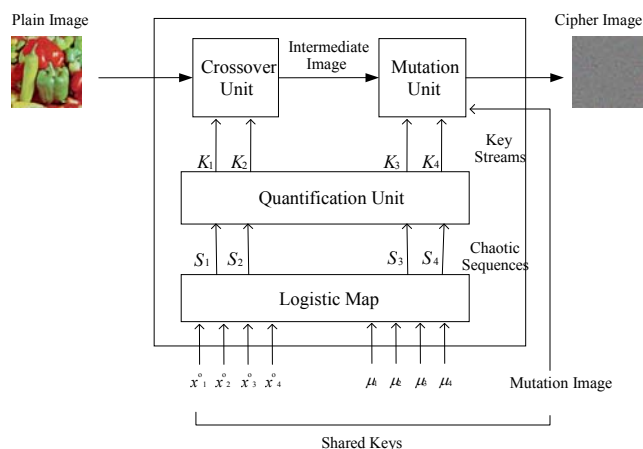 Plain Image
Cipher Image
Crossover
Unit
Intermediate
Image
Mutation
Unit
K₁ K₂ K₃ K₄
Key
Streams
Quantification Unit
S₁ S₂ S₃ S₄
Chaotic
Sequences
Logistic Map
x°₁ x°₂ x°₃ x°₄ μ₁ μ₂ μ₃ μ₄
Mutation Image
Shared Keys